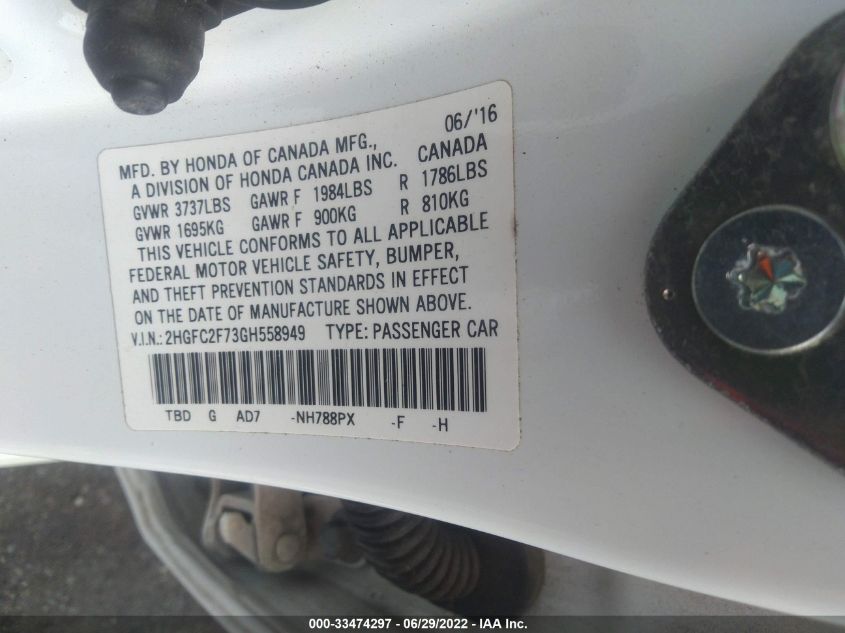 06/'16
MFD. BY HONDA OF CANADA MFG.,
A DIVISION OF HONDA CANADA INC. CANADA
GVWR 3737LBS GAWR F 1984LBS R 1786LBS
GVWR 1695KG GAWR F 900KG R 810KG
THIS VEHICLE CONFORMS TO ALL APPLICABLE
FEDERAL MOTOR VEHICLE SAFETY, BUMPER,
AND THEFT PREVENTION STANDARDS IN EFFECT
ON THE DATE OF MANUFACTURE SHOWN ABOVE.
V.I.N.: 2HGFC2F73GH558949 TYPE: PASSENGER CAR
TBD G AD7 -NH788PX -F -H
000-33474297 - 06/29/2022 - IAA Inc.